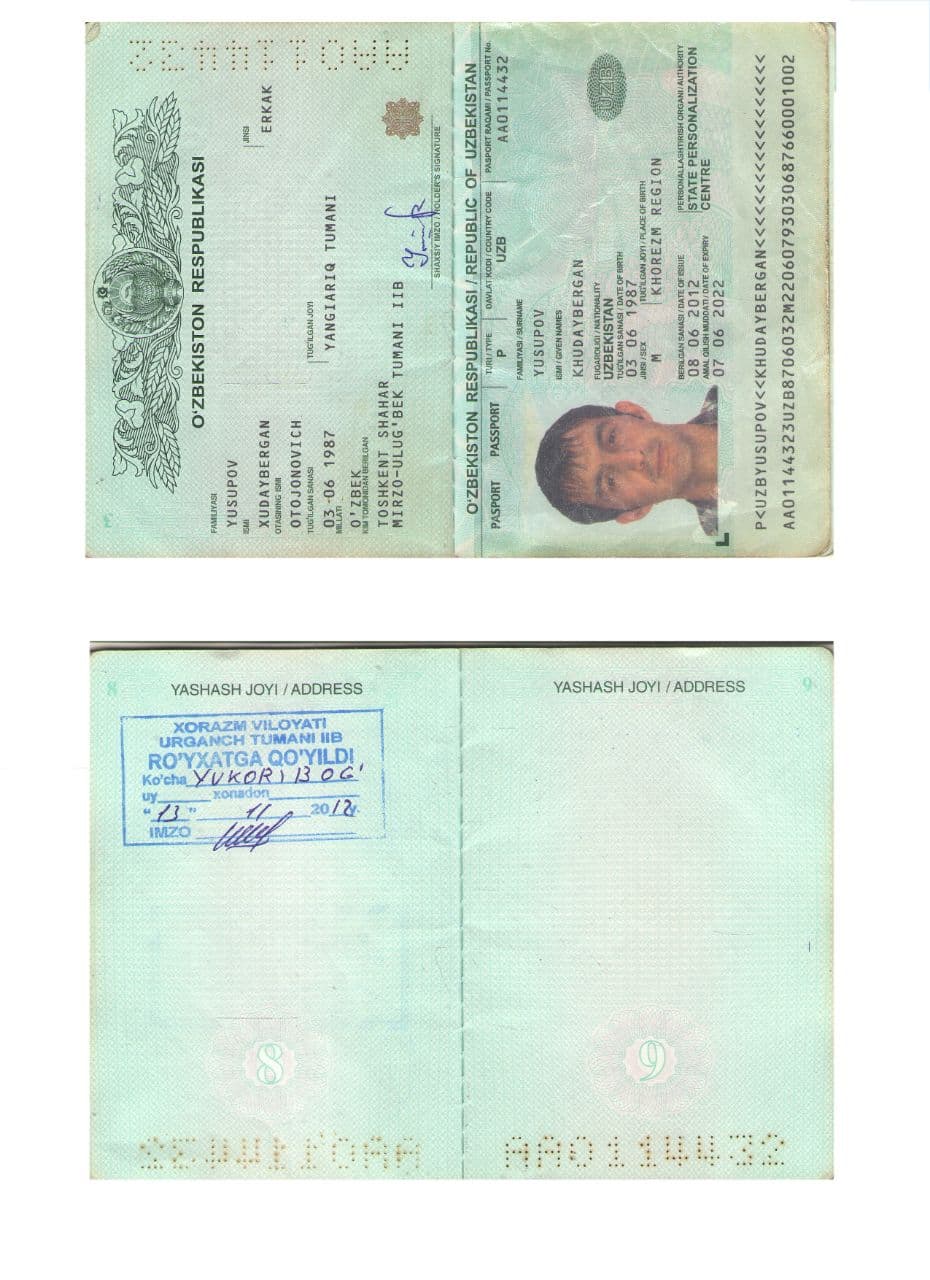 YASHASH JOYI / ADDRESS
XORAZM VILOYATI
URGANCH TUMANI IIB
RO'YXATGA QO'YILDI
Ko'cha YUKORI BOG'
uy xonadon
"13" 11 2012 y.
IMZO
8
YASHASH JOYI / ADDRESS
9
3
O'ZBEKISTON RESPUBLIKASI
FAMILIYASI
YUSUPOV
ISMI
JINSI
XUDAYBERGAN
ERKAK
OTASINING ISMI
OTOJONOVICH
TUG'ILGAN SANASI TUG'ILGAN JOYI
03-06 1987 YANGIARIQ TUMANI
MILLATI
O'ZBEK
KIM TOMONIDAN BERILGAN
TOSHKENT SHAHAR
MIRZO-ULUG'BEK TUMANI IIB
SHAXSIY IMZO / HOLDER'S SIGNATURE
O'ZBEKISTON RESPUBLIKASI / REPUBLIC OF UZBEKISTAN
PASPORT PASSPORT TURI / TYPE DAVLAT KODI / COUNTRY CODE PASPORT RAQAMI / PASSPORT No.
P UZB AA0114432
FAMILIYASI / SURNAME
YUSUPOV
ISMI / GIVEN NAMES
KHUDAYBERGAN
FUQAROLIGI / NATIONALITY
UZBEKISTAN
UZB
TUG'ILGAN SANASI / DATE OF BIRTH
03 06 1987
JINSI / SEX TUG'ILGAN JOYI / PLACE OF BIRTH
M KHOREZM REGION
BERILGAN SANASI / DATE OF ISSUE PERSONALLASHTIRISH ORGANI / AUTHORITY
08 06 2012 STATE PERSONALIZATION
AMAL QILISH MUDDATI / DATE OF EXPIRY CENTRE
07 06 2022
P<UZBYUSUPOV<<KHUDAYBERGAN<<<<<<<<<<<<<<<<<<
AA01144323UZB8706032M22060793030687660001002